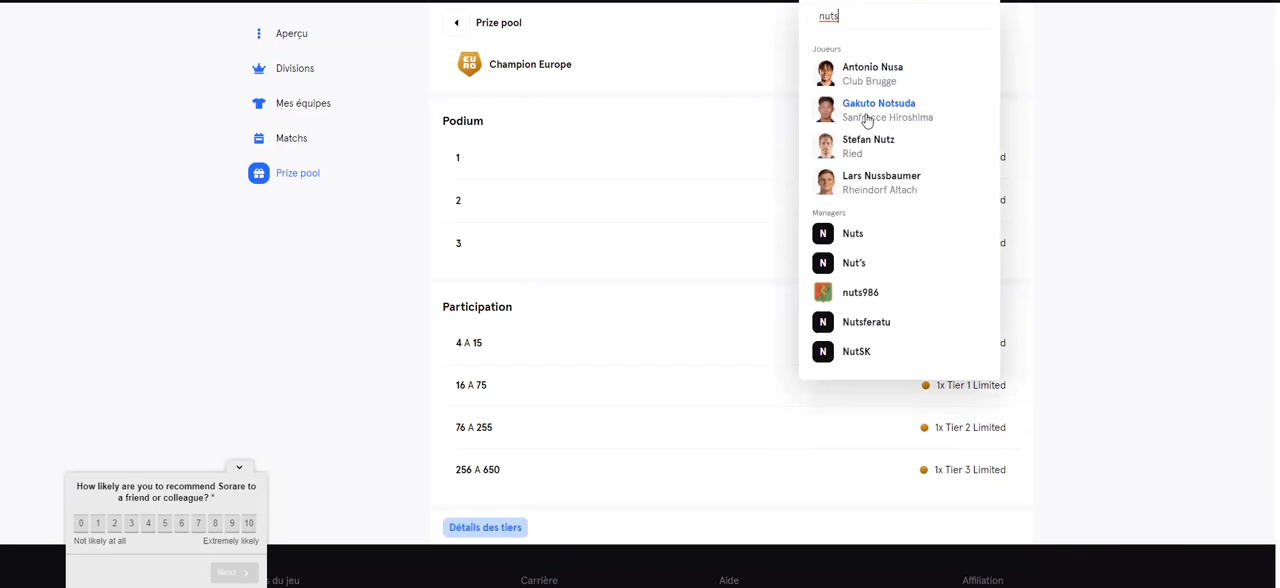 Aperçu
Divisions
Mes équipes
Matchs
Prize pool
Prize pool
EU
RO
Champion Europe
Podium
1
d
2
d
3
d
Participation
4 A 15
d
16 A 75
1x Tier 1 Limited
76 A 255
1x Tier 2 Limited
256 A 650
1x Tier 3 Limited
Détails des tiers
nuts
Joueurs
Antonio Nusa
Club Brugge
Gakuto Notsuda
Hiroshima
Stefan Nutz
Ried
Lars Nussbaumer
Rheindorf Altach
Managers
N
Nuts
N
Nut's
nuts986
N
Nutsferatu
N
NutSK
How likely are you to recommend Sorare to
a friend or colleague? *
0 1 2 3 4 5 6 7 8 9 10
Not likely at all
Extremely likely
Next
s du jeu
Carrière
Aide
Affiliation